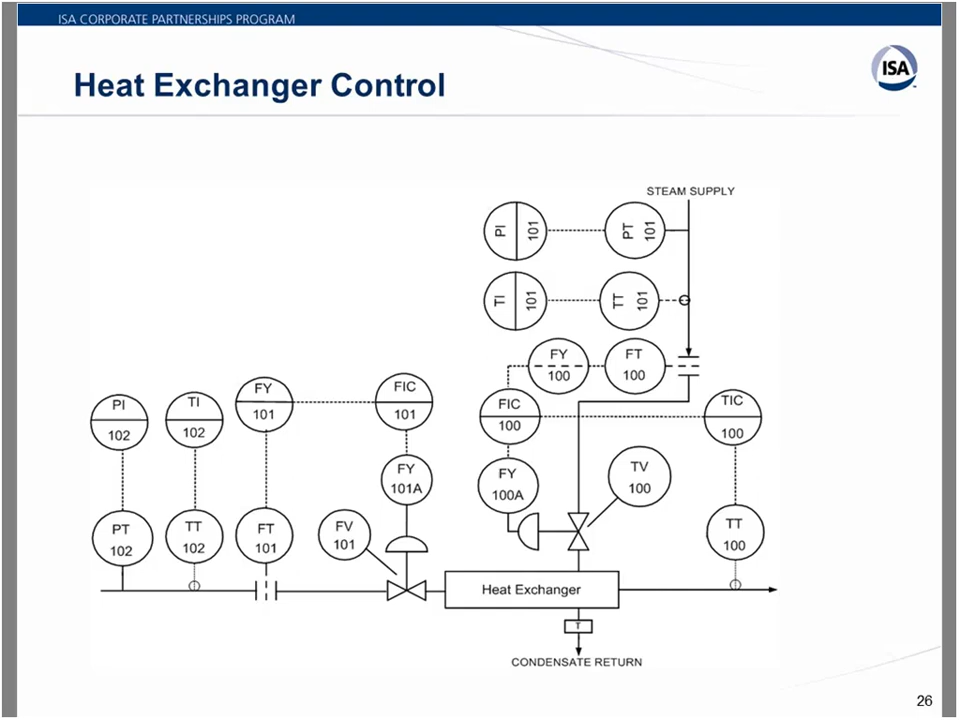 ISA CORPORATE PARTNERSHIPS PROGRAM
Heat Exchanger Control
ISA
STEAM SUPPLY
PI
101
PT
101
TI
101
TT
101
FY
100
FT
100
PI
102
TI
102
FY
101
FIC
101
FIC
100
TIC
100
FY
101A
FY
100A
TV
100
PT
102
TT
102
FT
101
FV
101
TT
100
Heat Exchanger
T
CONDENSATE RETURN
26